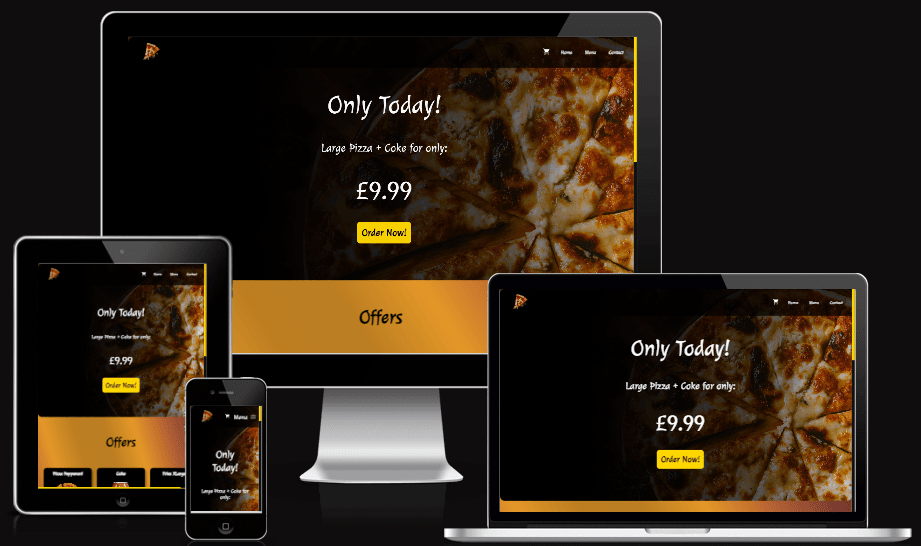 Home Menu Contact
Only Today!
Large Pizza + Coke for only:
£9.99
Order Now!
Offers
Home Menu Contact
Only Today!
Large Pizza + Coke for only:
£9.99
Order Now!
Offers
Pizza Pepperoni
Coke
Menu
Only
Today!
Large Pizza + Coke for
only:
Home Menu Contact
Only Today!
Large Pizza + Coke for only:
£9.99
Order Now!